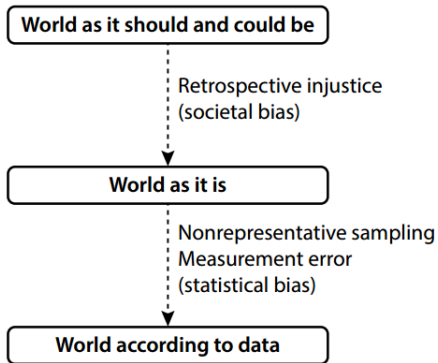 World as it should and could be
Retrospective injustice
(societal bias)
World as it is
Nonrepresentative sampling
Measurement error
(statistical bias)
World according to data